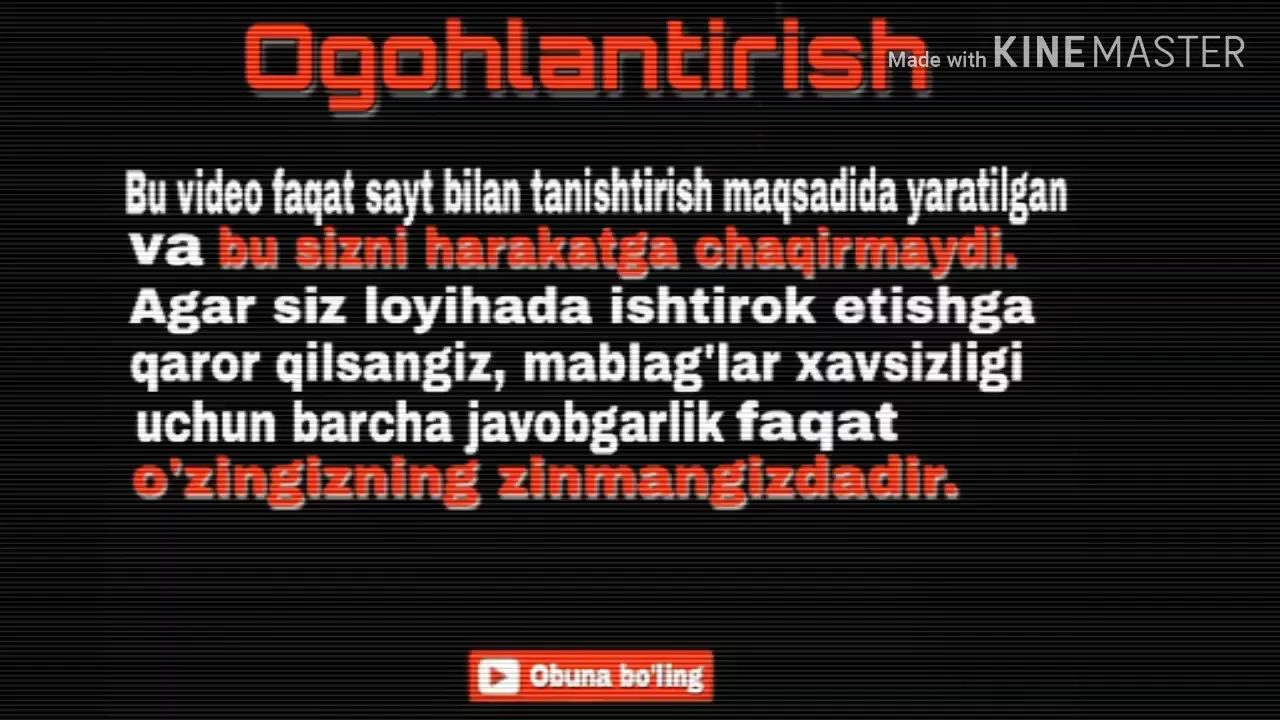 Ogohlantirish
Made with KINEMASTER
Bu video faqat sayt bilan tanishtirish maqsadida yaratilgan
va bu sizni harakatga chaqirmaydi.
Agar siz loyihada ishtirok etishga
qaror qilsangiz, mablag'lar xavsizligi
uchun barcha javobgarlik faqat
o'zingizning zinmangizdadir.
Obuna bo'ling